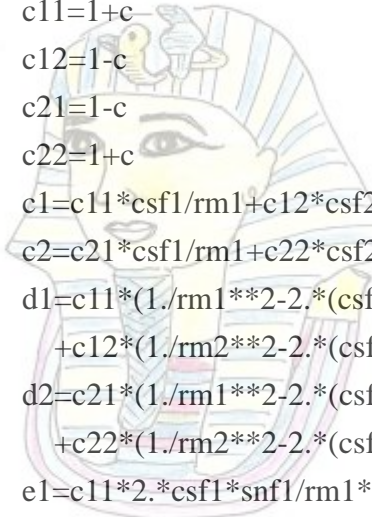 c11=1+c
c12=1-c
c21=1-c
c22=1+c
c1=c11*csf1/rm1+c12*csf2
c2=c21*csf1/rm1+c22*csf2
d1=c11*(1./rm1**2-2.*(csf
+c12*(1./rm2**2-2.*(csf
d2=c21*(1./rm1**2-2.*(csf
+c22*(1./rm2**2-2.*(csf
e1=c11*2.*csf1*snf1/rm1*